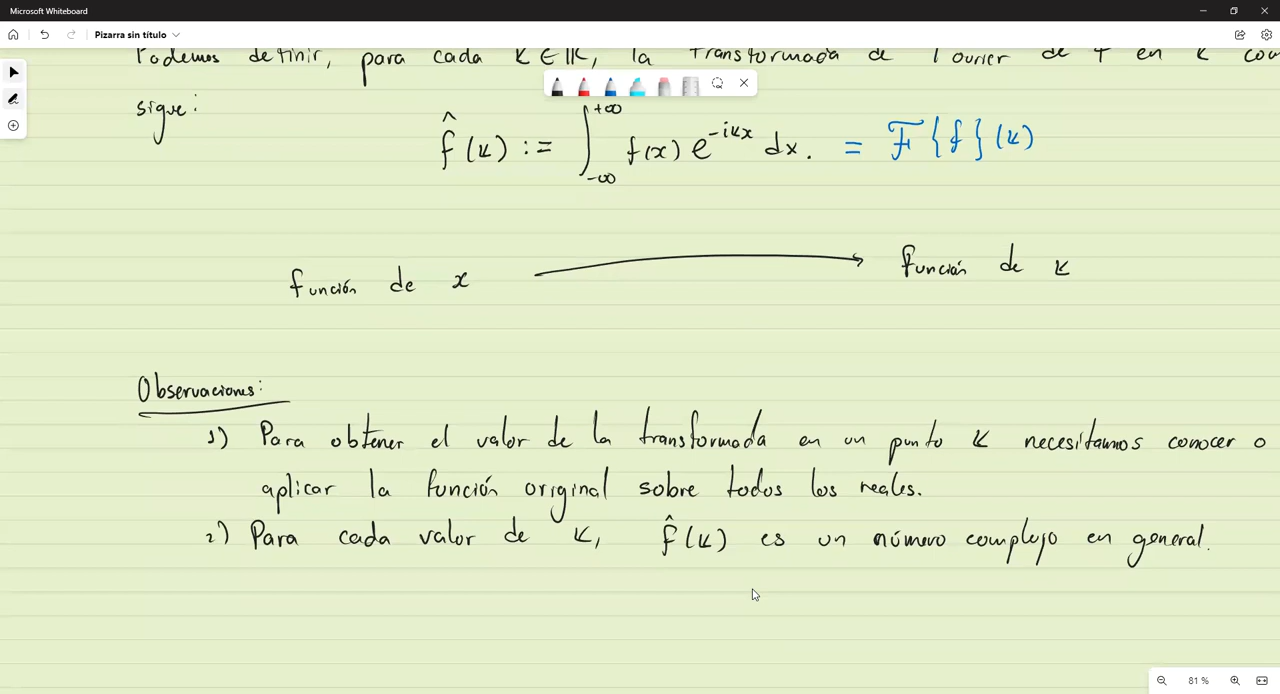 Microsoft Whiteboard
Pizarra sin título
Podemos definir, para cada k ∈ ℝ, la transformada de Fourier de f en k com
sigue:
f̂(k) := ∫_{-∞}^{+∞} f(x) e^{-ikx} dx. = ℱ{f}(k)
función de x → función de k
Observaciones:
1) Para obtener el valor de la transformada en un punto k necesitamos conocer o
aplicar la función original sobre todos los reales.
2) Para cada valor de k, f̂(k) es un número complejo en general.
81 %